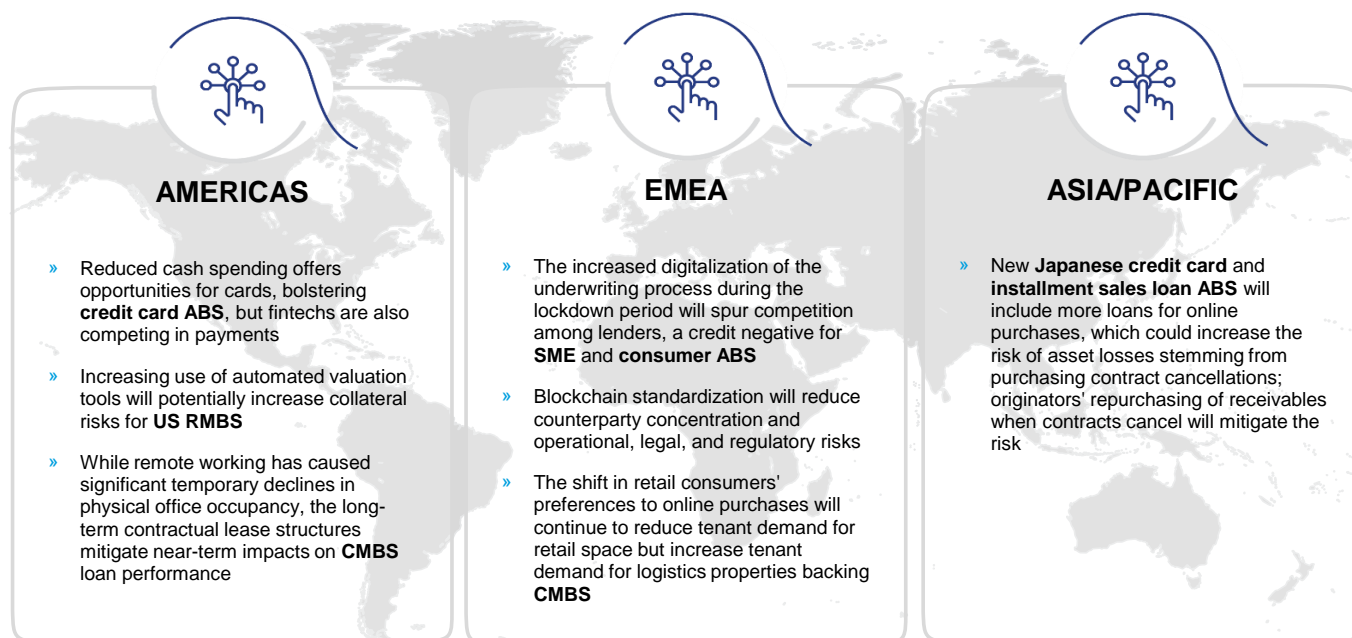 AMERICAS
» Reduced cash spending offers
opportunities for cards, bolstering
credit card ABS, but fintechs are also
competing in payments
» Increasing use of automated valuation
tools will potentially increase collateral
risks for US RMBS
» While remote working has caused
significant temporary declines in
physical office occupancy, the long-
term contractual lease structures
mitigate near-term impacts on CMBS
loan performance
EMEA
» The increased digitalization of the
underwriting process during the
lockdown period will spur competition
among lenders, a credit negative for
SME and consumer ABS
» Blockchain standardization will reduce
counterparty concentration and
operational, legal, and regulatory risks
» The shift in retail consumers'
preferences to online purchases will
continue to reduce tenant demand for
retail space but increase tenant
demand for logistics properties backing
CMBS
ASIA/PACIFIC
» New Japanese credit card and
installment sales loan ABS will
include more loans for online
purchases, which could increase the
risk of asset losses stemming from
purchasing contract cancellations;
originators' repurchasing of receivables
when contracts cancel will mitigate the
risk